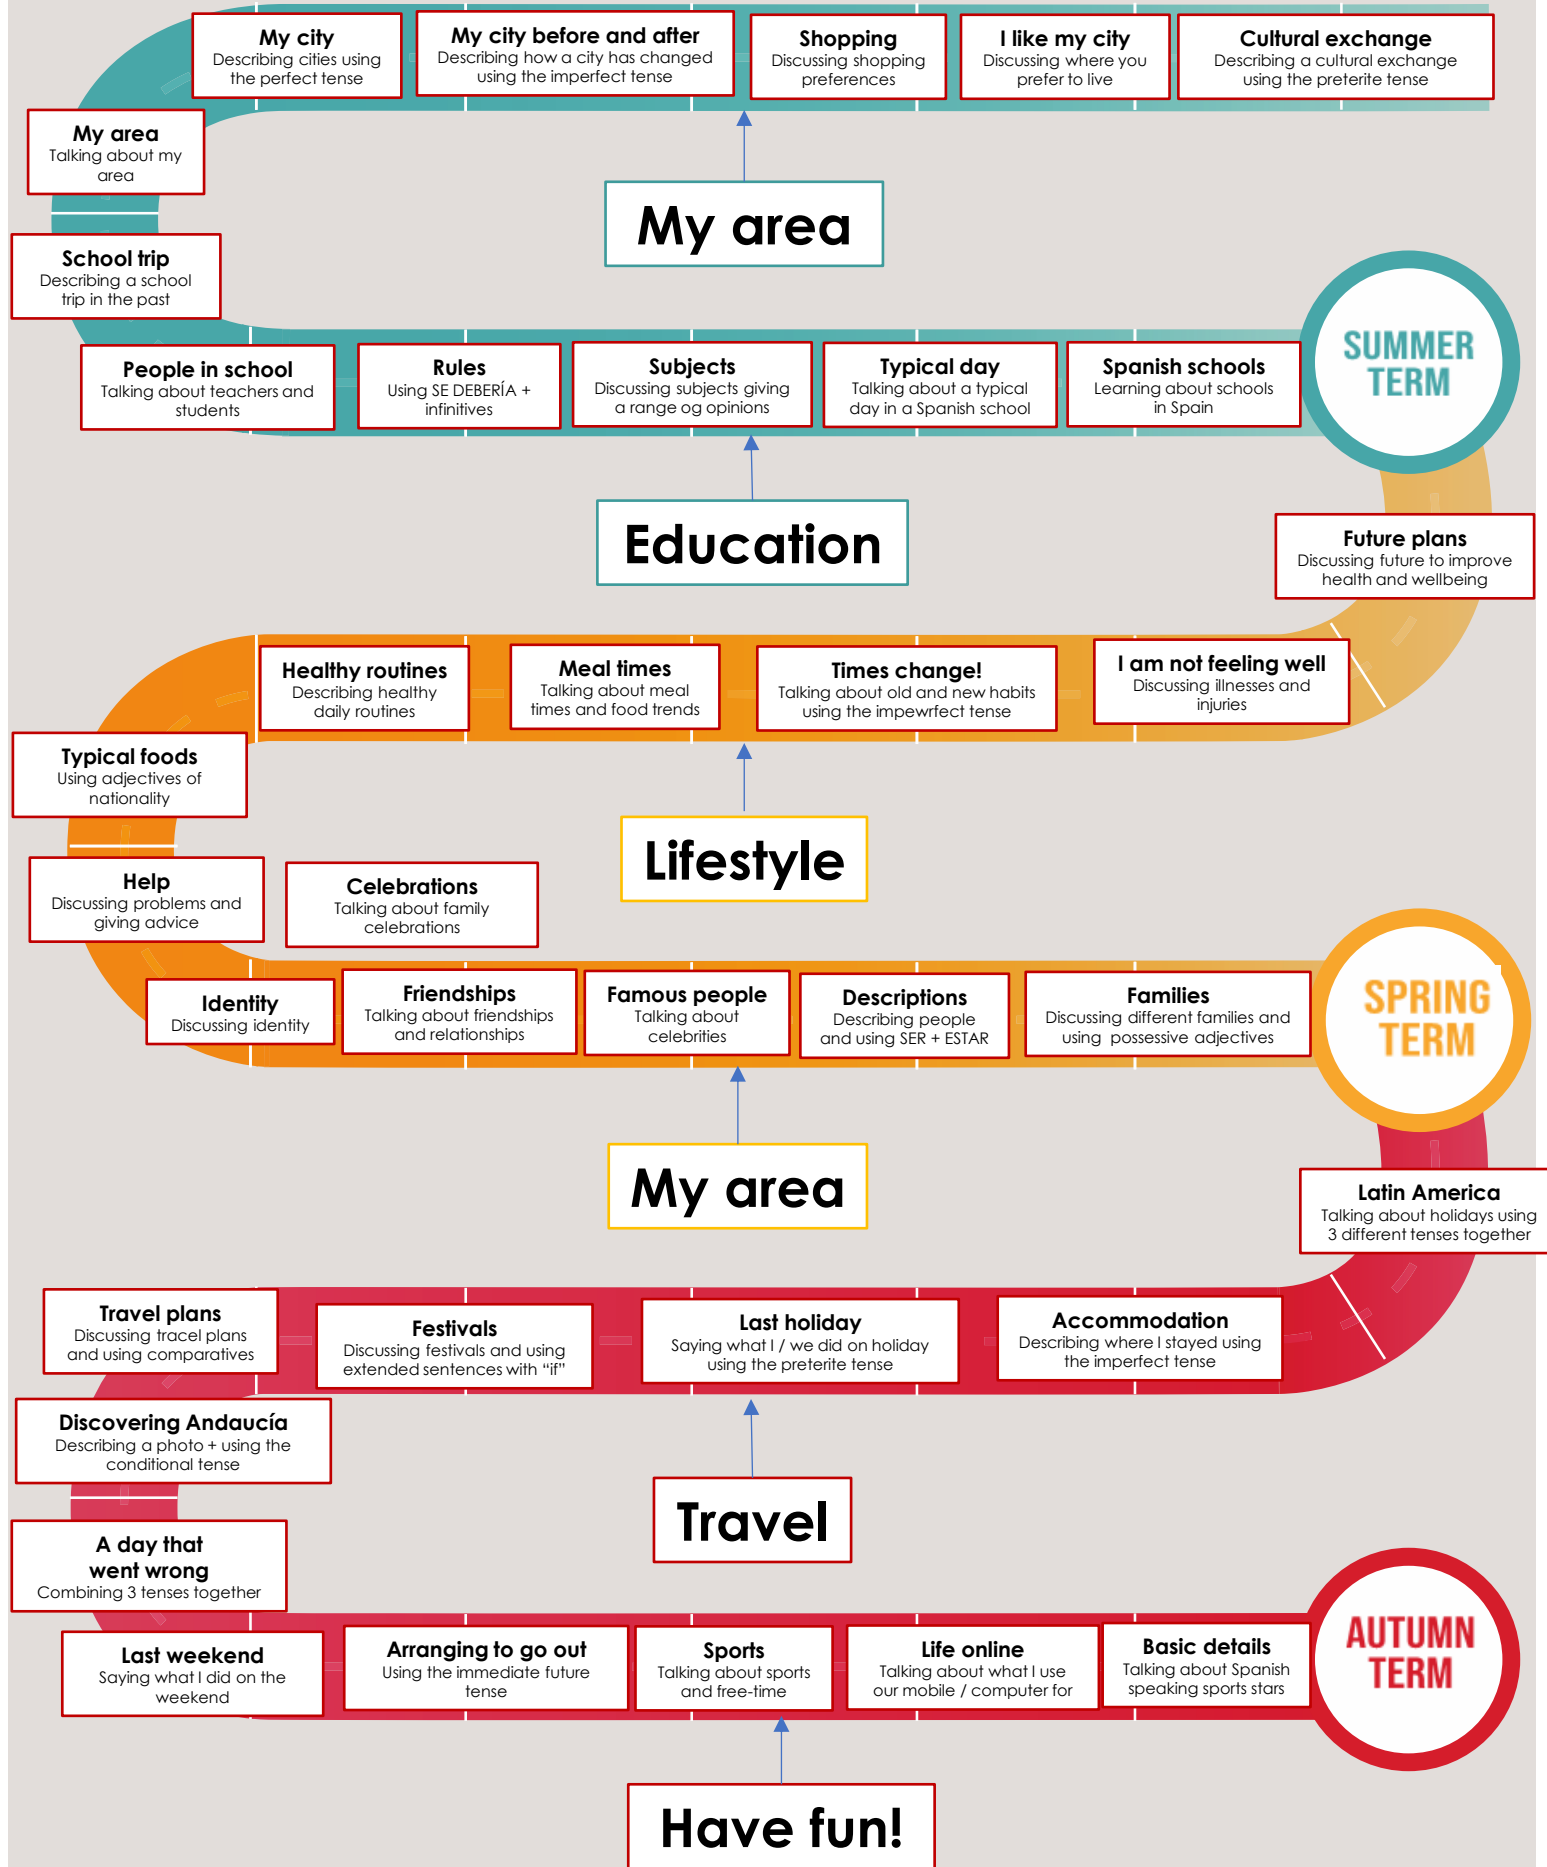 My city
Describing cities using
the perfect tense
My city before and after
Describing how a city has changed
using the imperfect tense
Shopping
Discussing shopping
preferences
I like my city
Discussing where you
prefer to live
Cultural exchange
Describing a cultural exchange
using the preterite tense
My area
Talking about my
area
My area
School trip
Describing a school
trip in the past
SUMMER
TERM
People in school
Talking about teachers and
students
Rules
Using SE DEBERÍA +
infinitives
Subjects
Discussing subjects giving
a range og opinions
Typical day
Talking about a typical
day in a Spanish school
Spanish schools
Learning about schools
in Spain
Education
Future plans
Discussing future to improve
health and wellbeing
Healthy routines
Describing healthy
daily routines
Meal times
Talking about meal
times and food trends
Times change!
Talking about old and new habits
using the impewrfect tense
I am not feeling well
Discussing illnesses and
injuries
Typical foods
Using adjectives of
nationality
Lifestyle
Help
Discussing problems and
giving advice
Celebrations
Talking about family
celebrations
SPRING
TERM
Identity
Discussing identity
Friendships
Talking about friendships
and relationships
Famous people
Talking about
celebrities
Descriptions
Describing people
and using SER + ESTAR
Families
Discussing different families and
using possessive adjectives
My area
Latin America
Talking about holidays using
3 different tenses together
Travel plans
Discussing tracel plans
and using comparatives
Festivals
Discussing festivals and using
extended sentences with “if”
Last holiday
Saying what I / we did on holiday
using the preterite tense
Accommodation
Describing where I stayed using
the imperfect tense
Discovering Andaucía
Describing a photo + using the
conditional tense
Travel
A day that
went wrong
Combining 3 tenses together
AUTUMN
TERM
Last weekend
Saying what I did on the
weekend
Arranging to go out
Using the immediate future
tense
Sports
Talking about sports
and free-time
Life online
Talking about what I use
our mobile / computer for
Basic details
Talking about Spanish
speaking sports stars
Have fun!